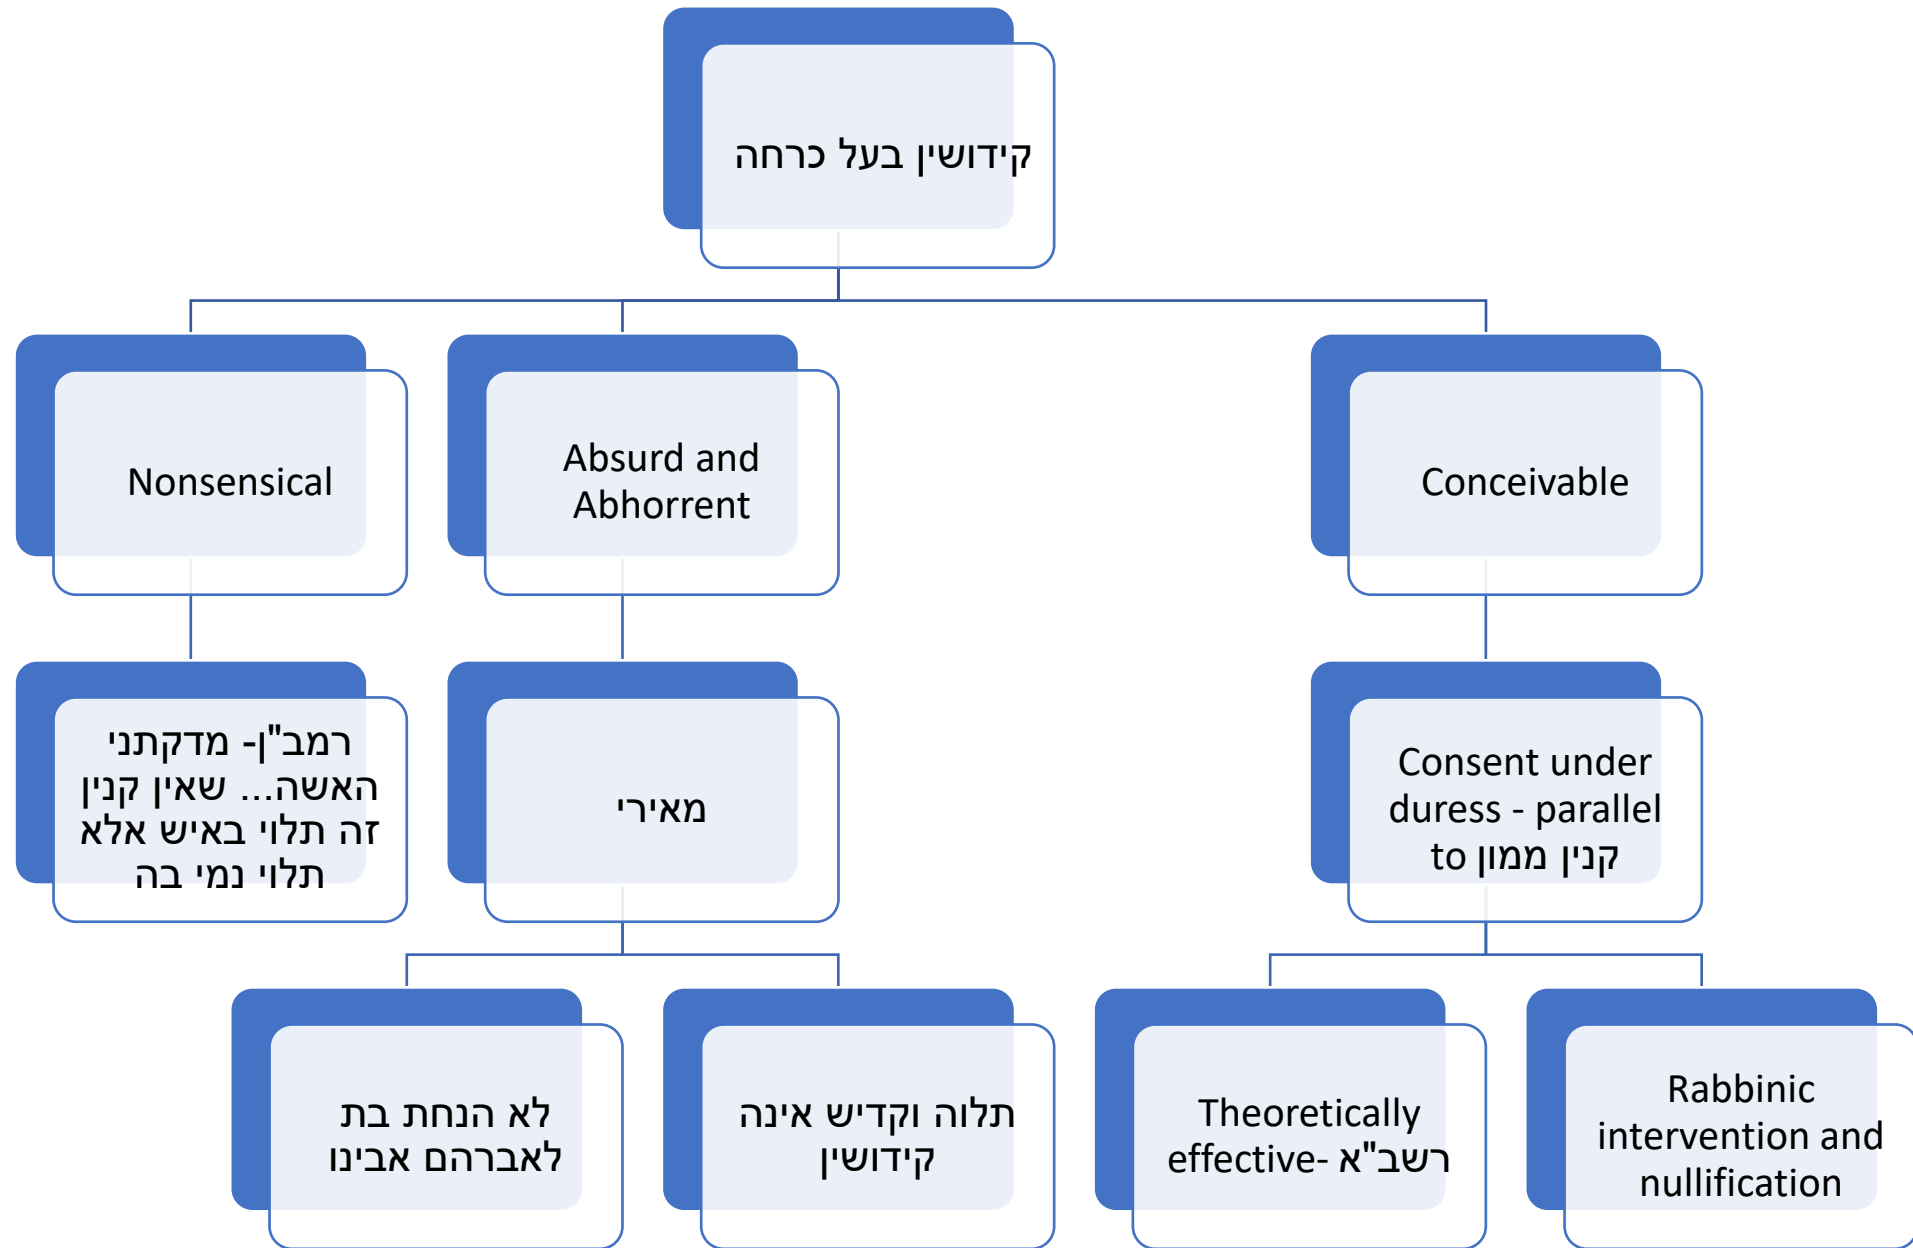 קידושין בעל כרחה
Nonsensical
Absurd and
Abhorrent
Conceivable
רמב"ן- מדקתני
האשה... שאין קנין
זה תלוי באיש אלא
תלוי נמי בה
מאירי
Consent under
duress - parallel
to קנין ממון
לא הנחת בת
לאברהם אבינו
תלוה וקדיש אינה
קידושין
Theoretically
effective- רשב"א
Rabbinic
intervention and
nullification